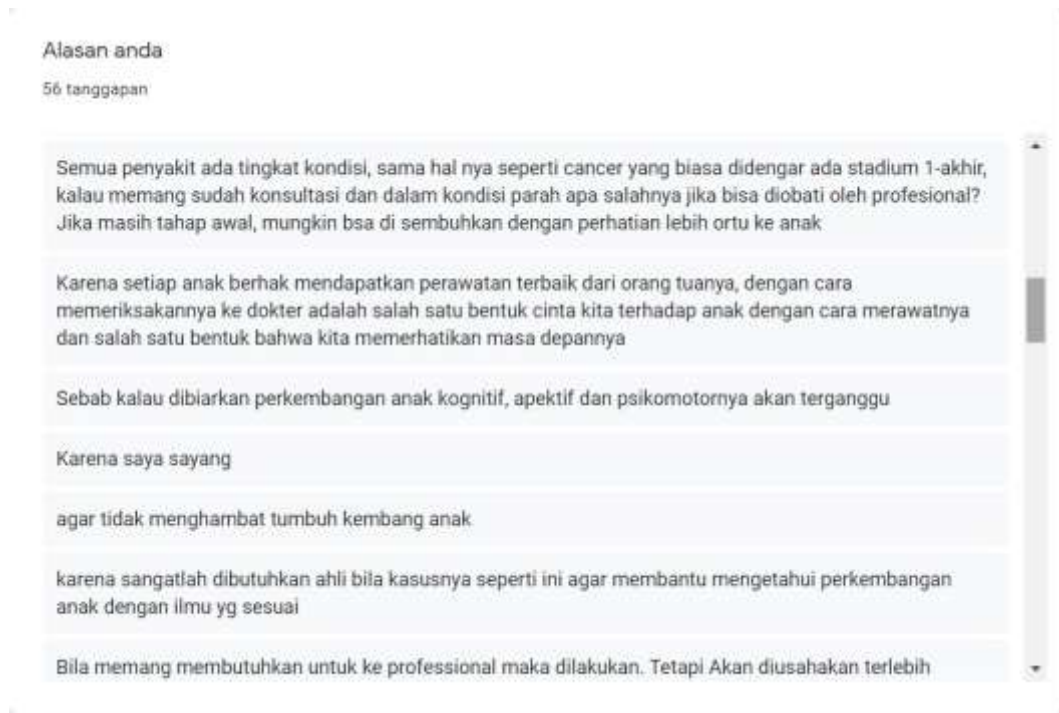 Alasan anda
56 tanggapan
Semua penyakit ada tingkat kondisi, sama hal nya seperti cancer yang biasa didengar ada stadium 1-akhir,
kalau memang sudah konsultasi dan dalam kondisi parah apa salahnya jika bisa diobati oleh profesional?
Jika masih tahap awal, mungkin bsa di sembuhkan dengan perhatian lebih ortu ke anak
Karena setiap anak berhak mendapatkan perawatan terbaik dari orang tuanya, dengan cara
memeriksakannya ke dokter adalah salah satu bentuk cinta kita terhadap anak dengan cara merawatnya
dan salah satu bentuk bahwa kita memerhatikan masa depannya
Sebab kalau dibiarkan perkembangan anak kognitif, apektif dan psikomotornya akan terganggu
Karena saya sayang
agar tidak menghambat tumbuh kembang anak
karena sangatlah dibutuhkan ahli bila kasusnya seperti ini agar membantu mengetahui perkembangan
anak dengan ilmu yg sesuai
Bila memang membutuhkan untuk ke professional maka dilakukan. Tetapi Akan diusahakan terlebih